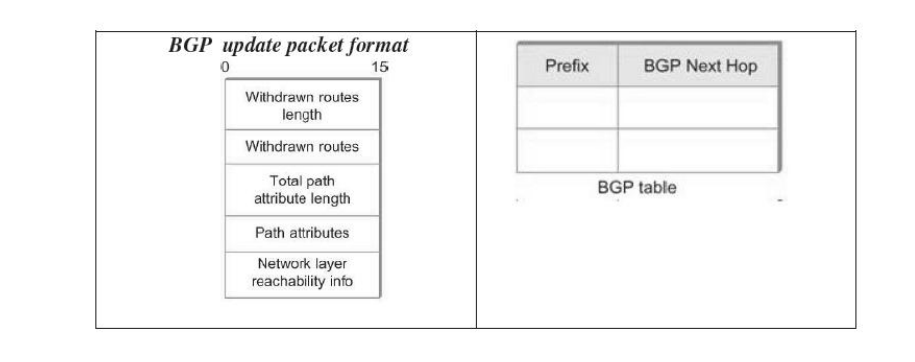 BGP update packet format
0 15
Withdrawn routes
length
Withdrawn routes
Total path
attribute length
Path attributes
Network layer
reachability info
Prefix BGP Next Hop
BGP table